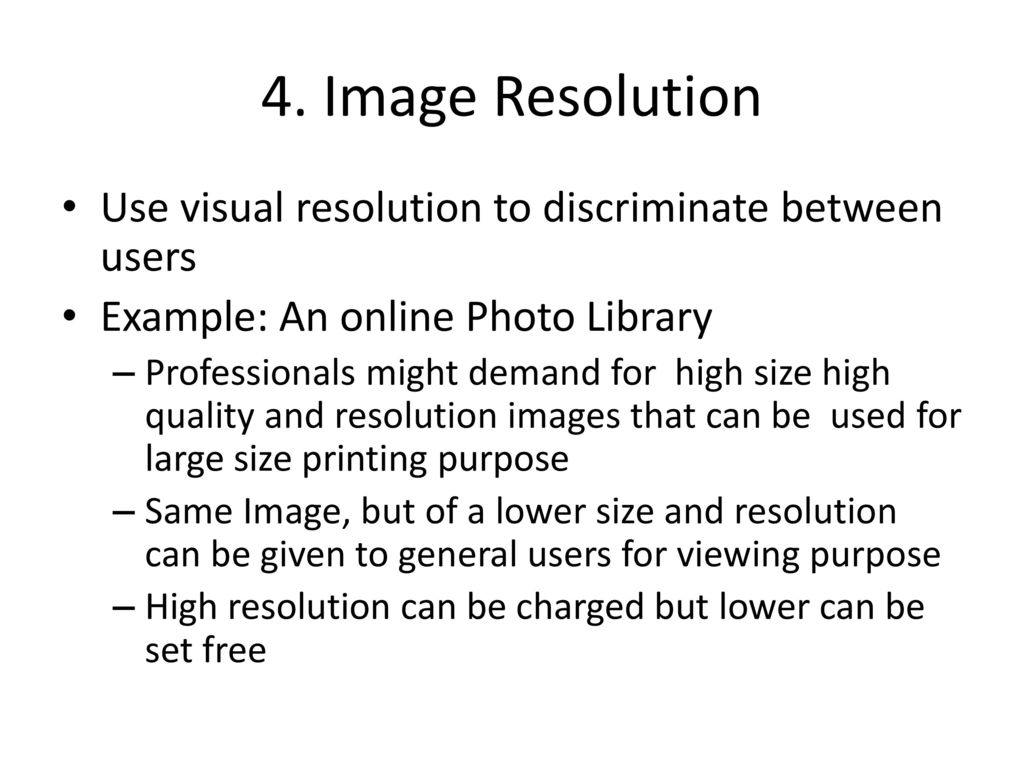 4. Image Resolution
• Use visual resolution to discriminate between
users
• Example: An online Photo Library
– Professionals might demand for  high size high
quality and resolution images that can be  used for
large size printing purpose
– Same Image, but of a lower size and resolution
can be given to general users for viewing purpose
– High resolution can be charged but lower can be
set free